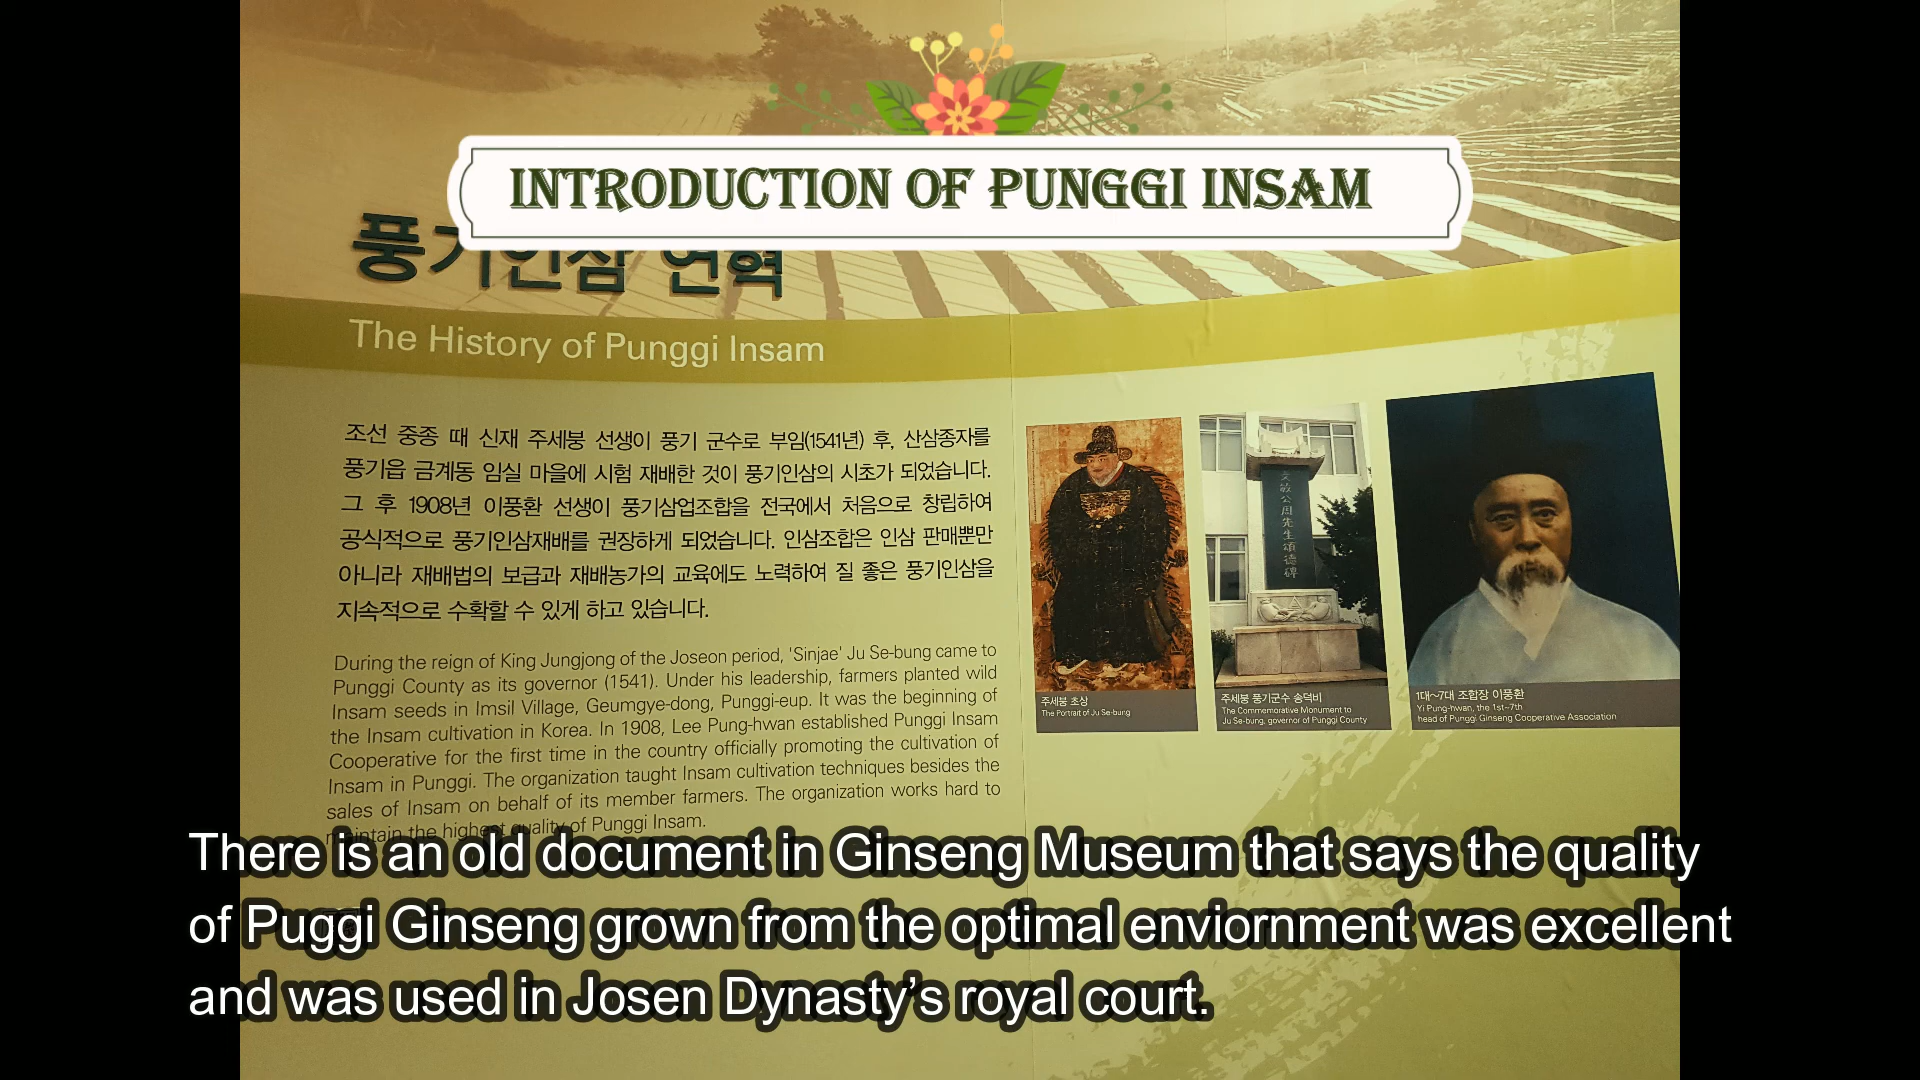 INTRODUCTION OF PUNGGI INSAM
풍기인삼 연혁
The History of Punggi Insam
조선 중종 때 신재 주세붕 선생이 풍기 군수로 부임(1541년) 후, 산삼종자를
풍기읍 금계동 임실 마을에 시험 재배한 것이 풍기인삼의 시초가 되었습니다.
그 후 1908년 이풍환 선생이 풍기삼업조합을 전국에서 처음으로 창립하여
공식적으로 풍기인삼재배를 권장하게 되었습니다. 인삼조합은 인삼 판매뿐만
아니라 재배법의 보급과 재배농가의 교육에도 노력하여 질 좋은 풍기인삼을
지속적으로 수확할 수 있게 하고 있습니다.
During the reign of King Jungjong of the Joseon period, 'Sinjae' Ju Se-bung came to
Punggi County as its governor (1541). Under his leadership, farmers planted wild
Insam seeds in Imsil Village, Geumgye-dong, Punggi-eup. It was the beginning of
the Insam cultivation in Korea. In 1908, Lee Pung-hwan established Punggi Insam
Cooperative for the first time in the country officially promoting the cultivation of
Insam in Punggi. The organization taught Insam cultivation techniques besides the
sales of Insam on behalf of its member farmers. The organization works hard to
maintain the highest quality of Punggi Insam.
文敏公周先生頌德碑
주세붕 초상
The Portrait of Ju Se-bung
주세붕 풍기군수 송덕비
The Commemorative Monument to
Ju Se-bung, governor of Punggi County
1대~7대 조합장 이풍환
Yi Pung-hwan, the 1st~7th
head of Punggi Ginseng Cooperative Association
There is an old document in Ginseng Museum that says the quality
of Puggi Ginseng grown from the optimal enviornment was excellent
and was used in Josen Dynasty's royal court.